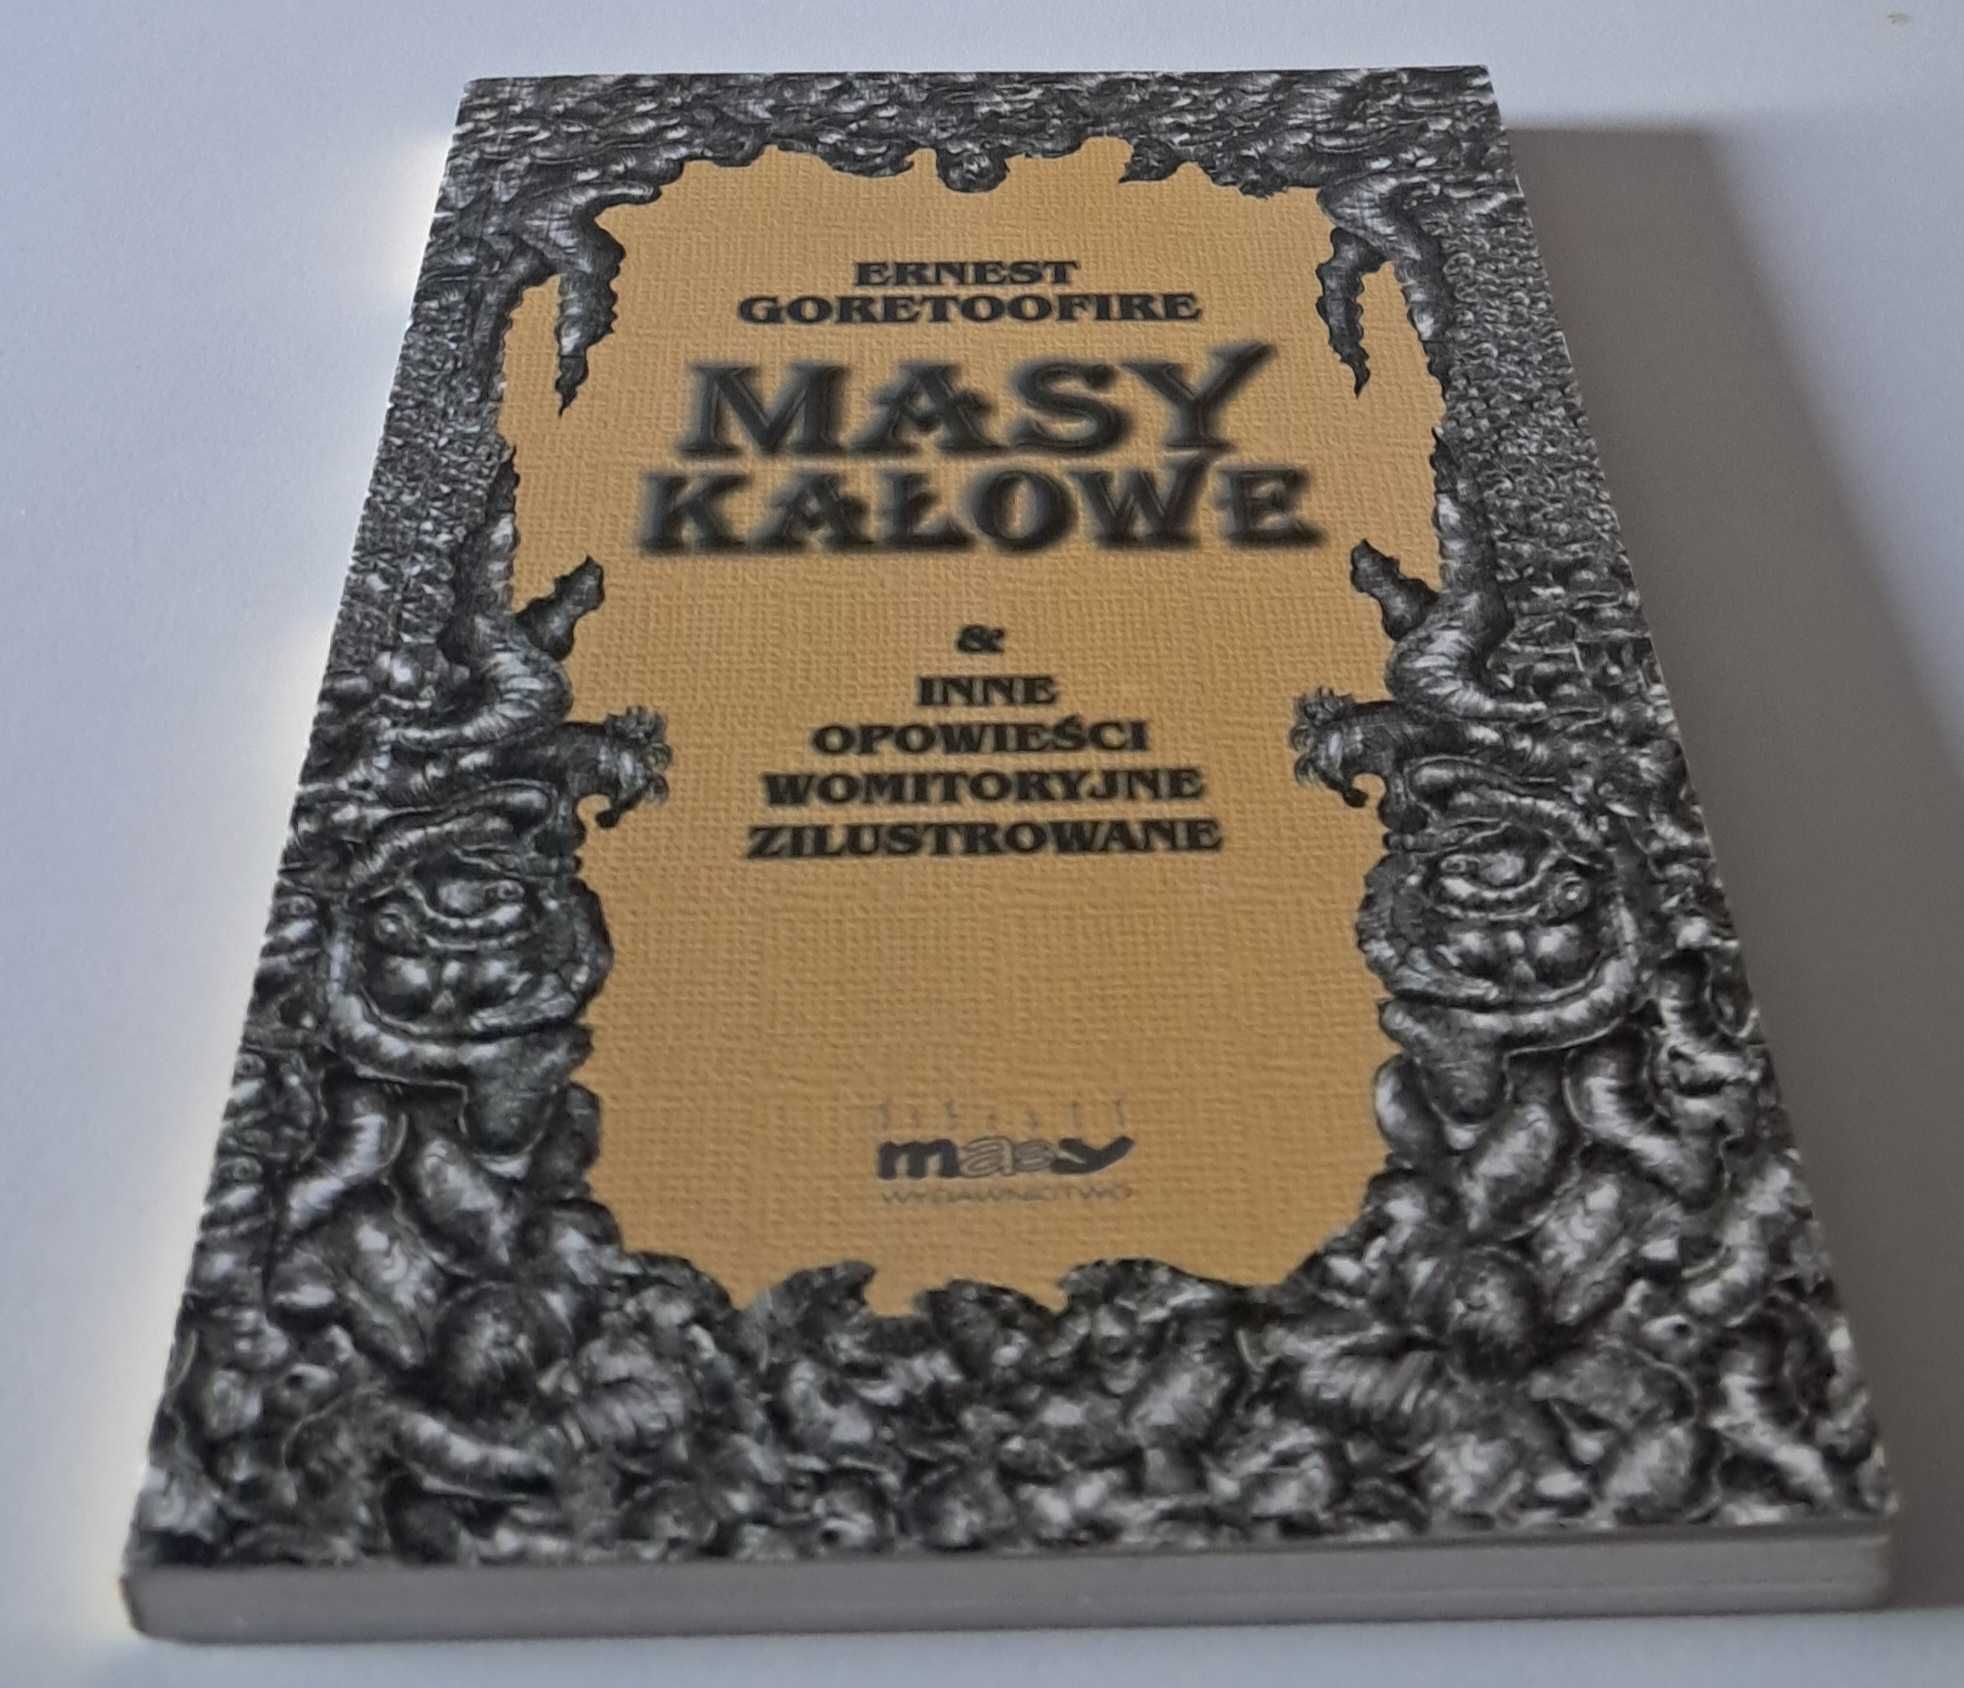 ERNEST
GORETOOFIRE
MASY
KAŁOWE
&
INNE
OPOWIEŚCI
WOMITORYJNE
ZILUSTROWANE
masy
WYDAWNICTWO